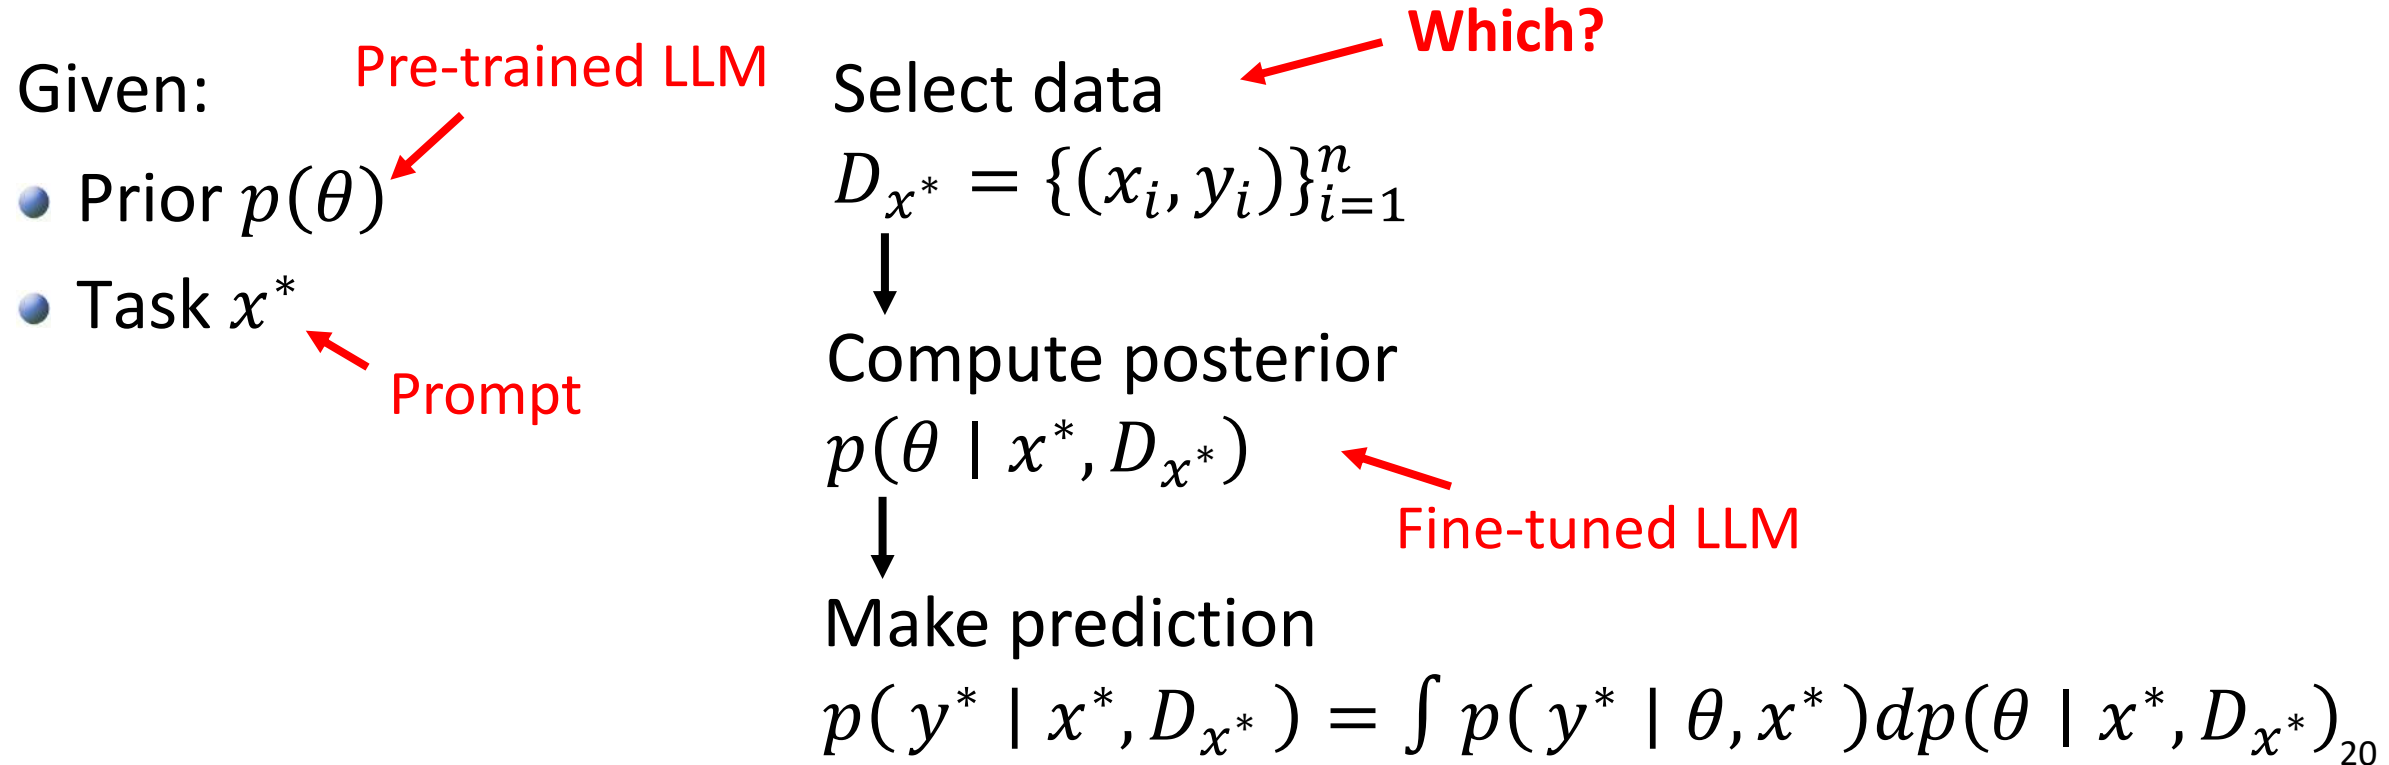 Given:
Pre-trained LLM
Prior p(θ)
Task x*
Prompt
Which?
Select data
D_{x*} = {(x_i, y_i)}_{i=1}^{n}
Compute posterior
p(θ | x*, D_{x*})
Fine-tuned LLM
Make prediction
p( y* | x*, D_{x*} ) = ∫ p( y* | θ, x*)dp(θ | x*, D_{x*})
20